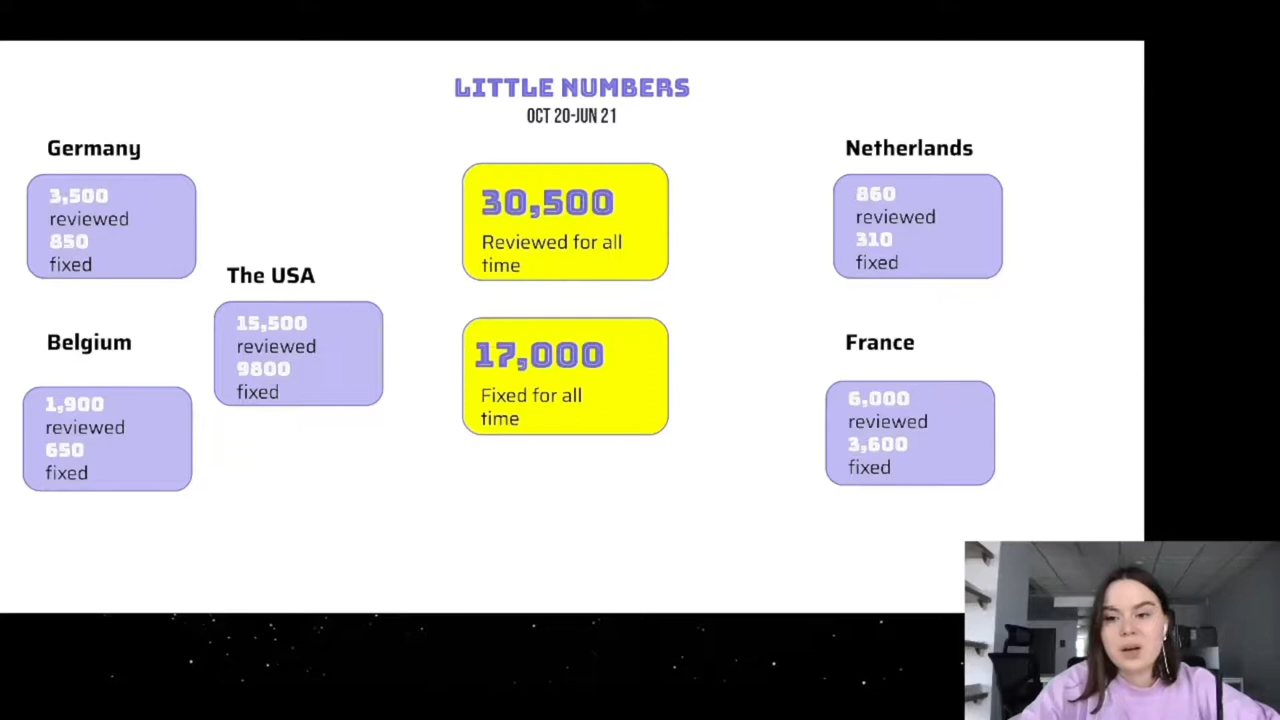 LITTLE NUMBERS
OCT 20-JUN 21
Germany
3,500
reviewed
850
fixed
The USA
15,500
reviewed
9800
fixed
Belgium
1,900
reviewed
650
fixed
30,500
Reviewed for all
time
17,000
Fixed for all
time
Netherlands
860
reviewed
310
fixed
France
6,000
reviewed
3,600
fixed